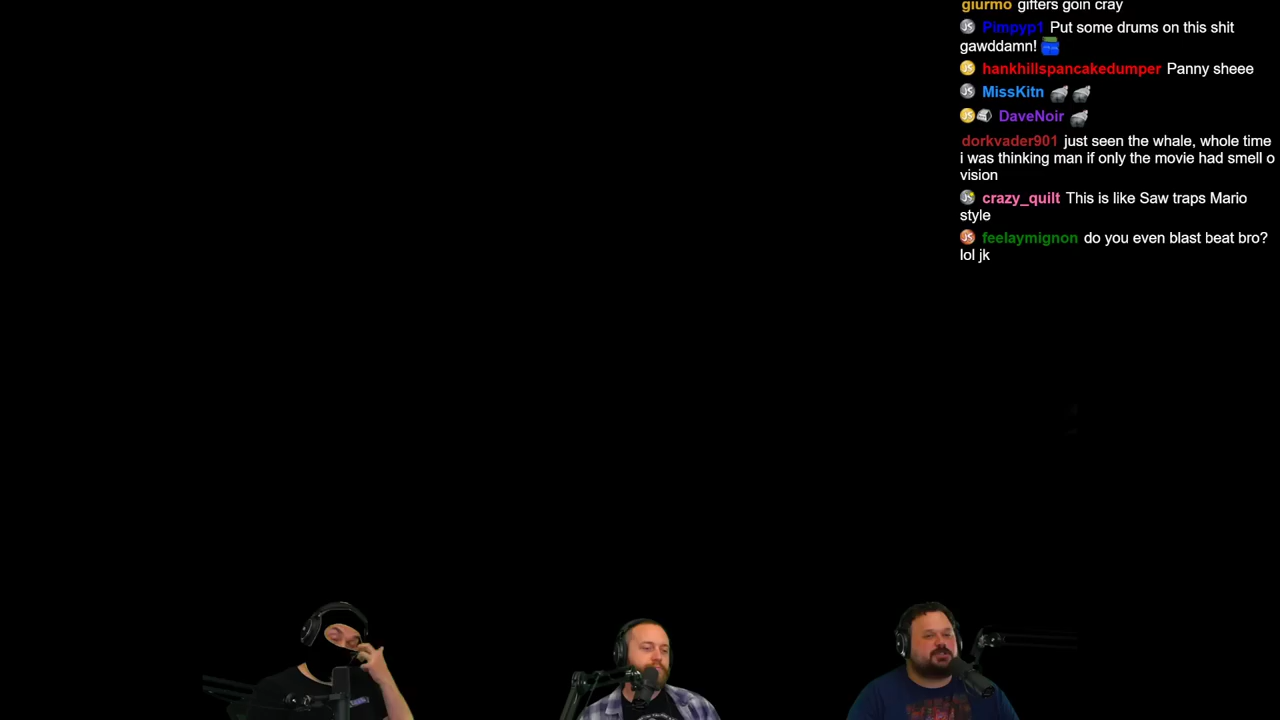 giurmo gifters goin cray
Pimpyp1 Put some drums on this shit
gawddamn!
hankhillspancakedumper Panny sheee
MissKitn
DaveNoir
dorkvader901 just seen the whale, whole time
i was thinking man if only the movie had smell o
vision
crazy_quilt This is like Saw traps Mario
style
feelaymignon do you even blast beat bro?
lol jk